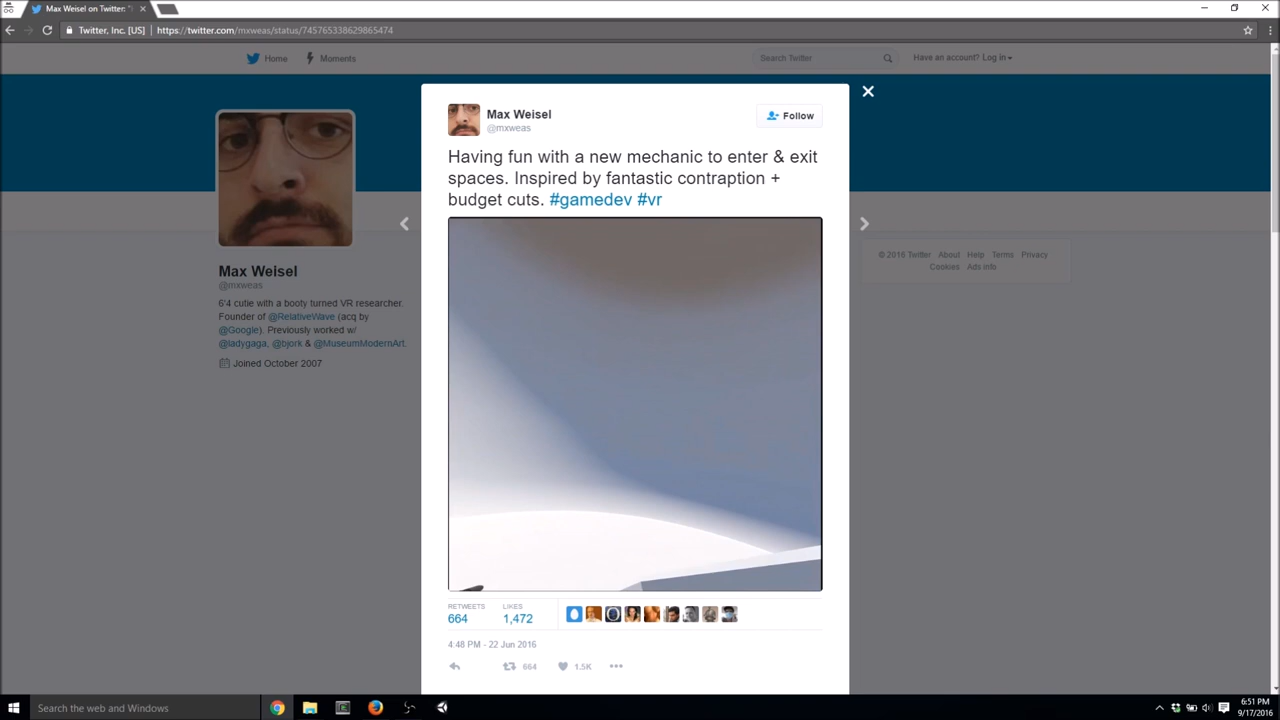 Max Weisel on Twitter: "
Twitter, Inc. [US]
https://twitter.com/mxweas/status/745765338629865474
Home
Moments
Search Twitter
Have an account? Log in
Max Weisel
@mxweas
Follow
Having fun with a new mechanic to enter & exit
spaces. Inspired by fantastic contraption +
budget cuts. #gamedev #vr
Max Weisel
@mxweas
6'4 cutie with a booty turned VR researcher.
Founder of @RelativeWave (acq by
@Google). Previously worked w/
@ladygaga, @bjork & @MuseumModernArt.
Joined October 2007
© 2016 Twitter About Help Terms Privacy
Cookies Ads info
RETWEETS LIKES
664 1,472
4:48 PM - 22 Jun 2016
664 1.5K
Search the web and Windows
6:51 PM
9/17/2016